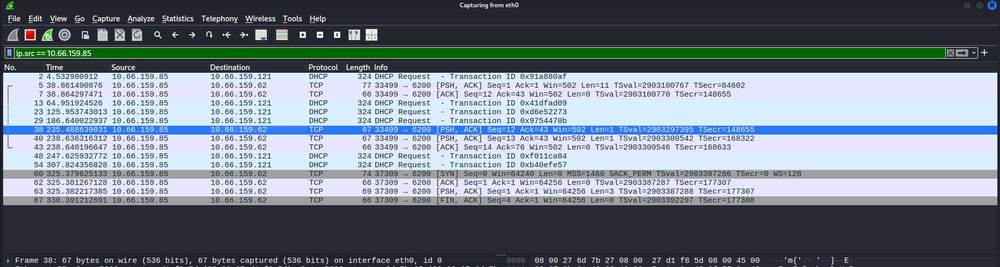 Capturing from eth0
File Edit View Go Capture Analyze Statistics Telephony Wireless Tools Help
ip.src == 10.66.159.85
No. Time Source Destination Protocol Length Info
2 4.532980912 10.66.159.85 10.66.159.121 DHCP 324 DHCP Request - Transaction ID 0x91a880af
5 38.861490876 10.66.159.85 10.66.159.62 TCP 77 33499 → 6200 [PSH, ACK] Seq=1 Ack=1 Win=502 Len=11 TSval=2903100767 TSecr=84602
7 38.864297471 10.66.159.85 10.66.159.62 TCP 66 33499 → 6200 [ACK] Seq=12 Ack=43 Win=502 Len=0 TSval=2903100770 TSecr=148655
13 64.951924526 10.66.159.85 10.66.159.121 DHCP 324 DHCP Request - Transaction ID 0x41dfad09
23 125.953743013 10.66.159.85 10.66.159.121 DHCP 324 DHCP Request - Transaction ID 0xd6e52273
29 186.640022937 10.66.159.85 10.66.159.121 DHCP 324 DHCP Request - Transaction ID 0x9754470b
38 235.488639031 10.66.159.85 10.66.159.62 TCP 67 33499 → 6200 [PSH, ACK] Seq=12 Ack=43 Win=502 Len=1 TSval=2903297395 TSecr=148655
40 238.636316312 10.66.159.85 10.66.159.62 TCP 67 33499 → 6200 [PSH, ACK] Seq=13 Ack=43 Win=502 Len=1 TSval=2903300542 TSecr=168322
43 238.640196647 10.66.159.85 10.66.159.62 TCP 66 33499 → 6200 [ACK] Seq=14 Ack=76 Win=502 Len=0 TSval=2903300546 TSecr=168633
48 247.625932772 10.66.159.85 10.66.159.121 DHCP 324 DHCP Request - Transaction ID 0xf011ca84
54 307.824356828 10.66.159.85 10.66.159.121 DHCP 324 DHCP Request - Transaction ID 0xb40efe57
60 325.379625133 10.66.159.85 10.66.159.62 TCP 74 37309 → 6200 [SYN] Seq=0 Win=64240 Len=0 MSS=1460 SACK_PERM TSval=2903387286 TSecr=0 WS=128
62 325.381267128 10.66.159.85 10.66.159.62 TCP 66 37309 → 6200 [ACK] Seq=1 Ack=1 Win=64256 Len=0 TSval=2903387287 TSecr=177307
63 325.382217385 10.66.159.85 10.66.159.62 TCP 69 37309 → 6200 [PSH, ACK] Seq=1 Ack=1 Win=64256 Len=3 TSval=2903387288 TSecr=177307
67 330.391212691 10.66.159.85 10.66.159.62 TCP 66 37309 → 6200 [FIN, ACK] Seq=4 Ack=1 Win=64256 Len=0 TSval=2903392297 TSecr=177308
Frame 38: 67 bytes on wire (536 bits), 67 bytes captured (536 bits) on interface eth0, id 0
0000 08 00 27 6d 7b 27 08 00 27 d1 f8 5d 08 00 45 00 ··'m{'·· '··]··E·